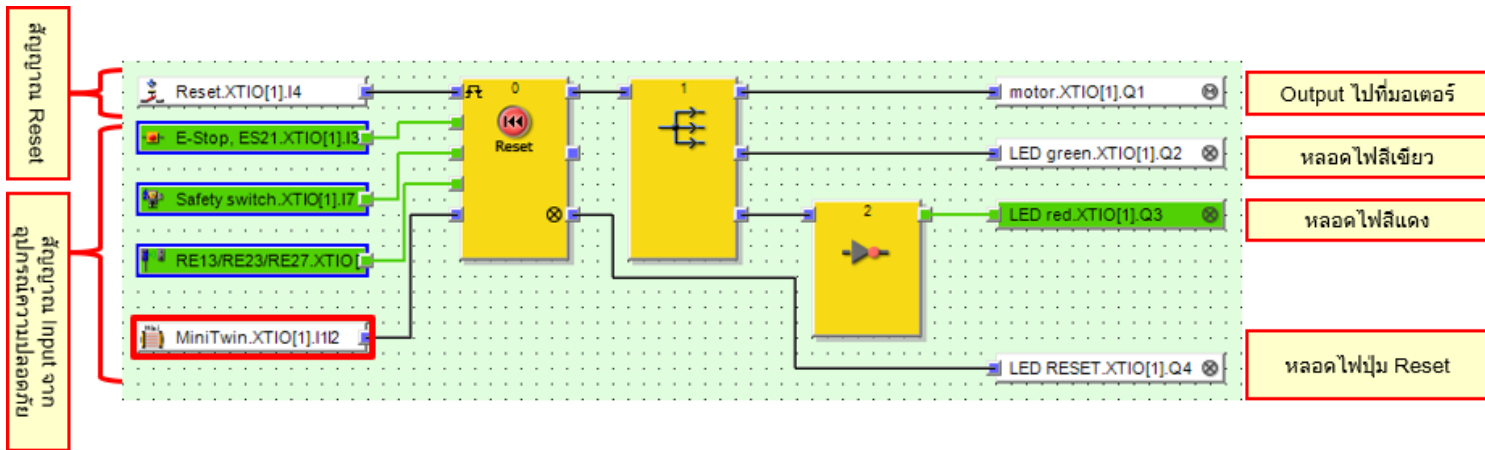 สัญญาณ Reset
สัญญาณ Input จาก
อุปกรณ์ความปลอดภัย
Reset.XTIO[1].I4
E-Stop, ES21.XTIO[1].I3
Safety switch.XTIO[1].I7
RE13/RE23/RE27.XTIO[
MiniTwin.XTIO[1].I1I2
0
Reset
1
2
motor.XTIO[1].Q1
LED green.XTIO[1].Q2
LED red.XTIO[1].Q3
LED RESET.XTIO[1].Q4
Output ไปที่มอเตอร์
หลอดไฟสีเขียว
หลอดไฟสีแดง
หลอดไฟปุ่ม Reset